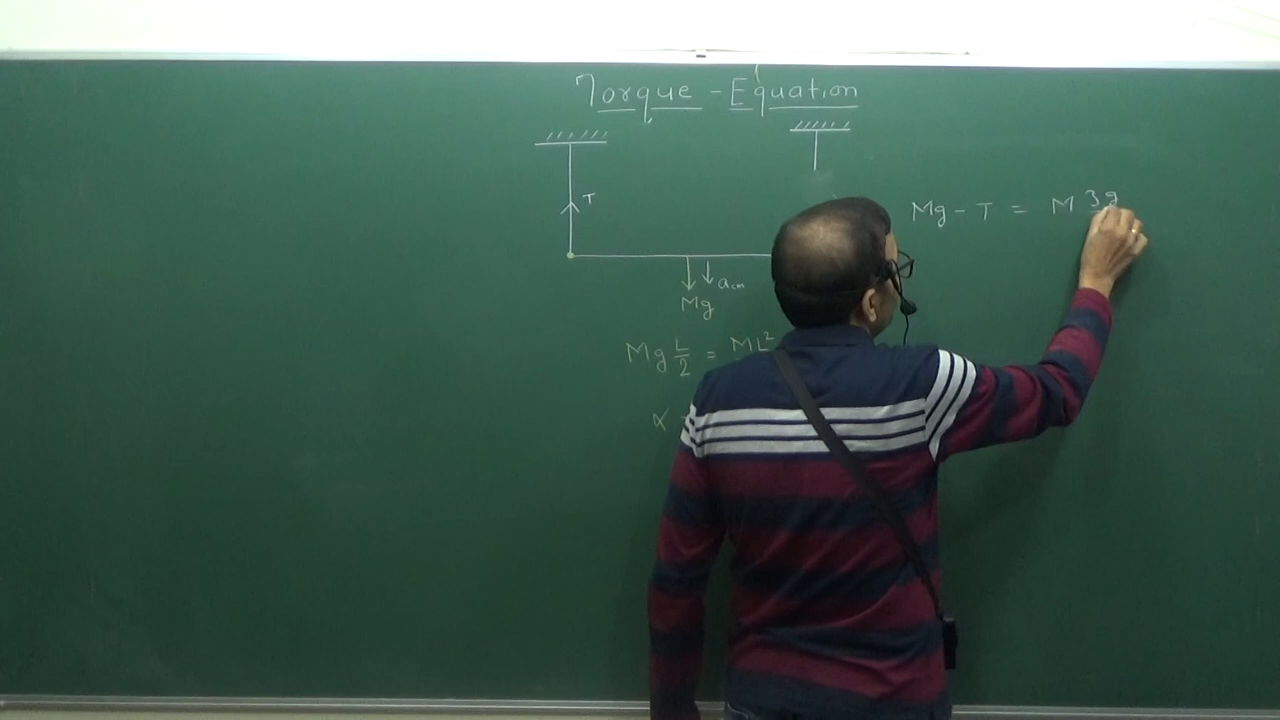 Torque - Equation
T
Mg - T = M 3g
a_cm
Mg
Mg L/2 = ML²
α